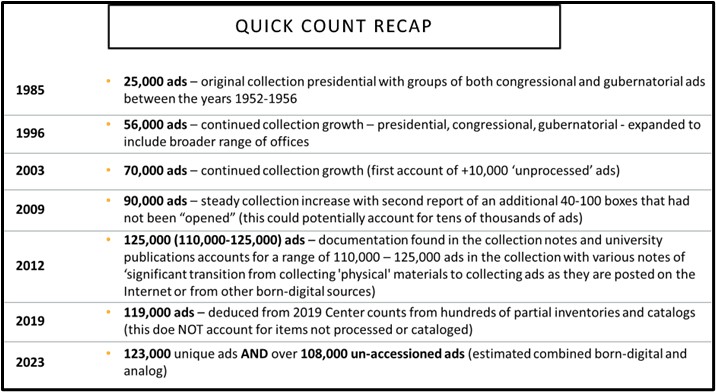 QUICK COUNT RECAP
1985
• 25,000 ads – original collection presidential with groups of both congressional and gubernatorial ads
between the years 1952-1956
1996
• 56,000 ads – continued collection growth – presidential, congressional, gubernatorial - expanded to
include broader range of offices
2003
• 70,000 ads – continued collection growth (first account of +10,000 ‘unprocessed’ ads)
2009
• 90,000 ads – steady collection increase with second report of an additional 40-100 boxes that had
not been “opened” (this could potentially account for tens of thousands of ads)
2012
• 125,000 (110,000-125,000) ads – documentation found in the collection notes and university
publications accounts for a range of 110,000 – 125,000 ads in the collection with various notes of
‘significant transition from collecting 'physical' materials to collecting ads as they are posted on the
Internet or from other born-digital sources)
2019
• 119,000 ads – deduced from 2019 Center counts from hundreds of partial inventories and catalogs
(this doe NOT account for items not processed or cataloged)
2023
• 123,000 unique ads AND over 108,000 un-accessioned ads (estimated combined born-digital and
analog)